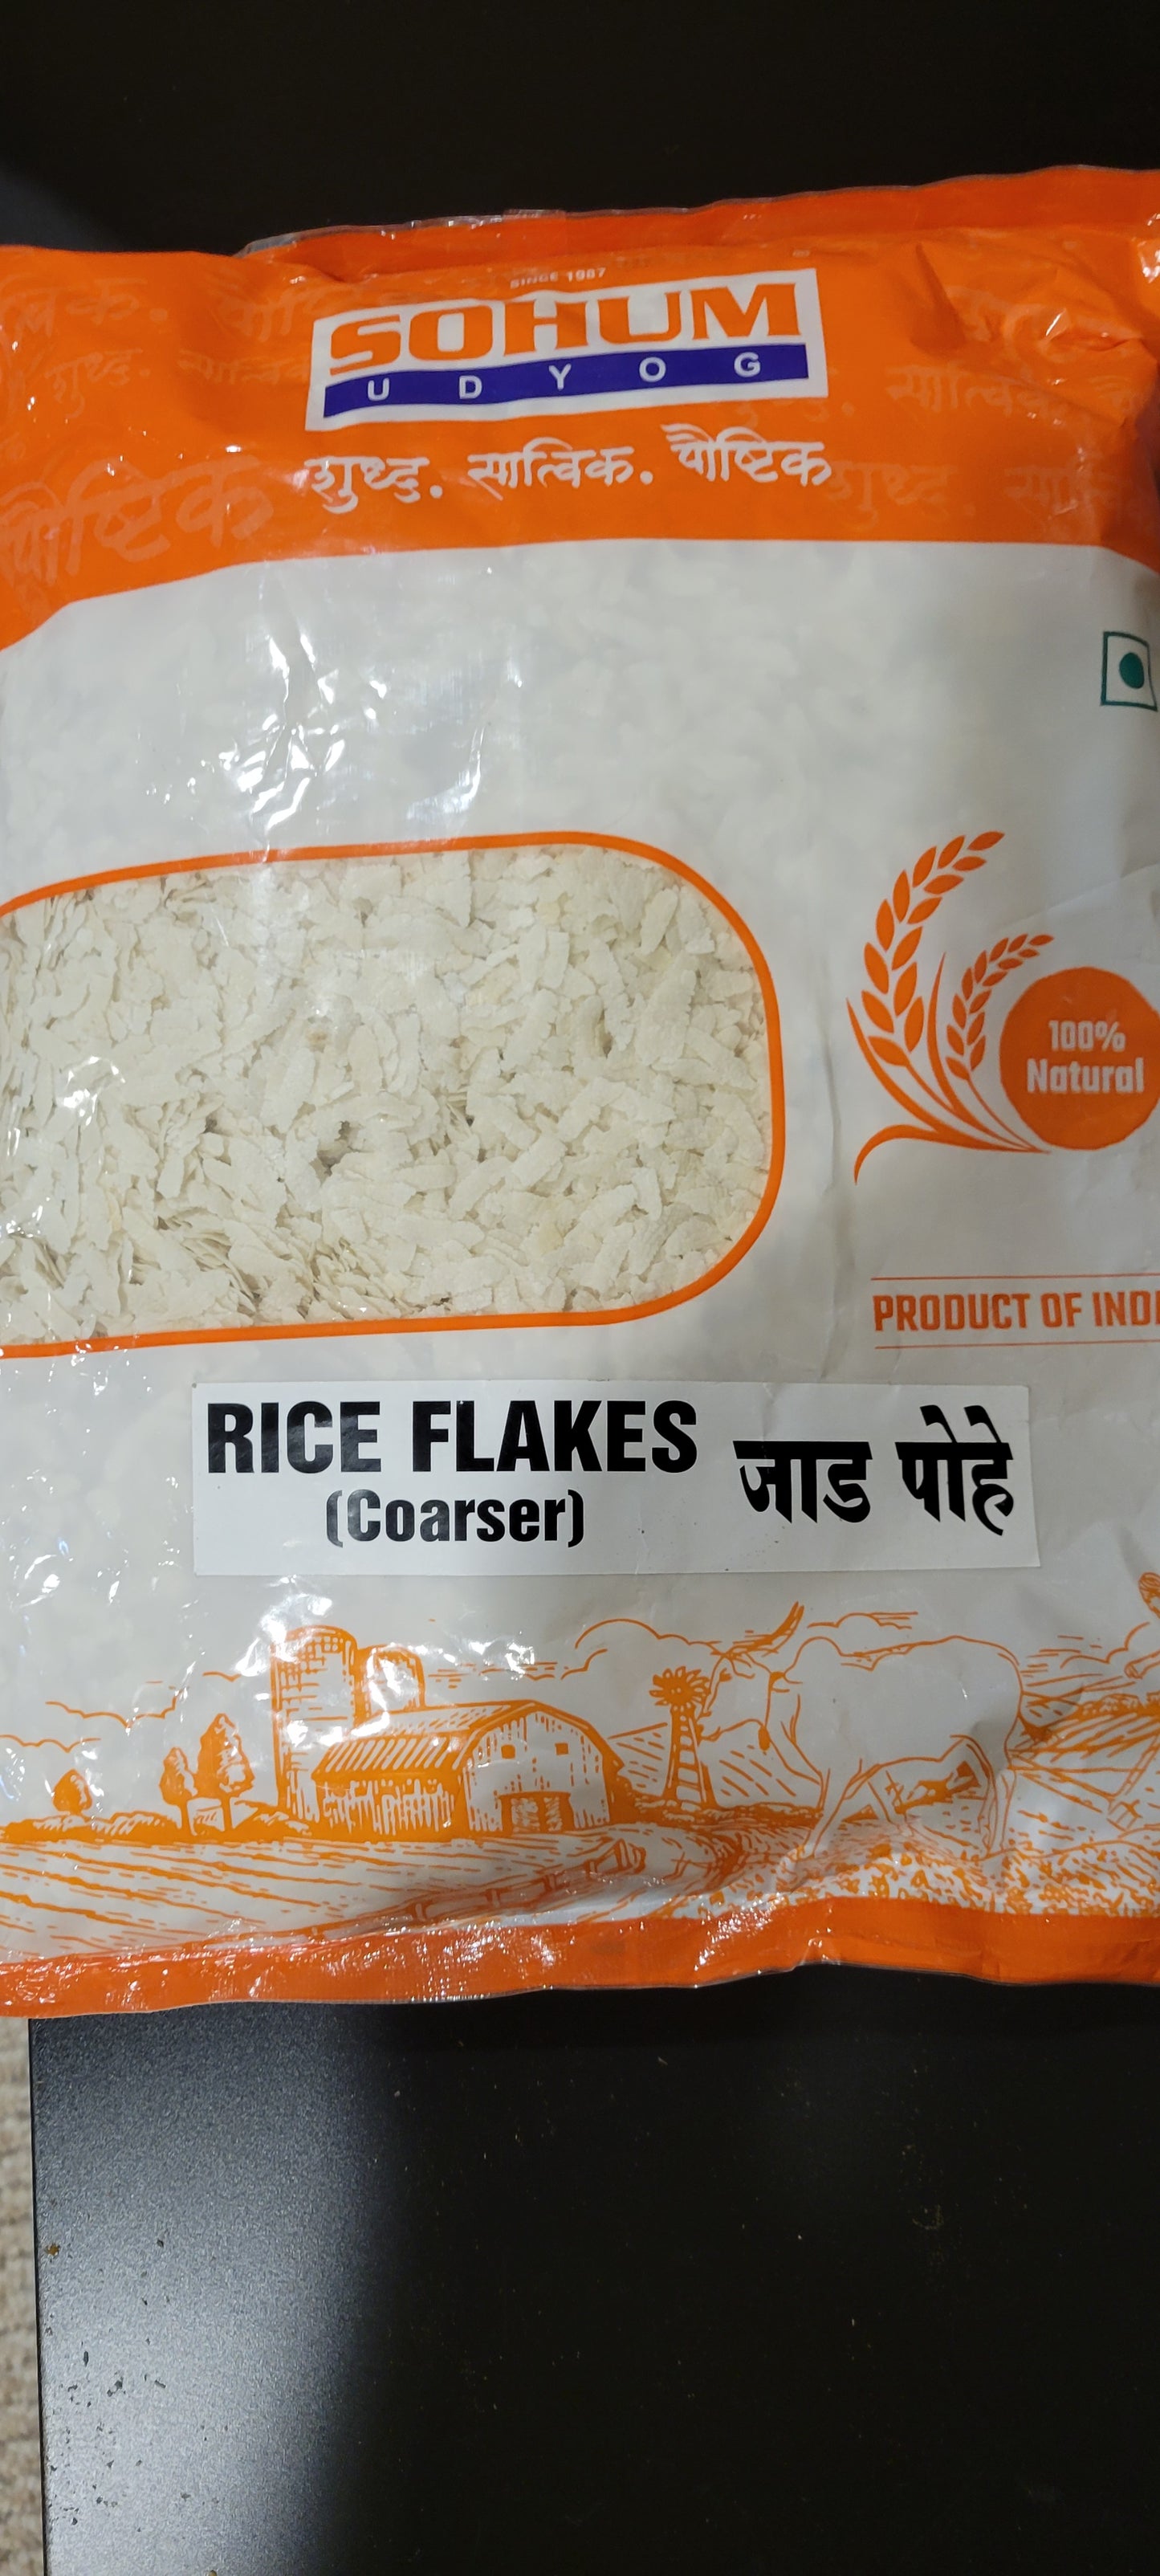 SINCE 1987
SOHUM
UDYOG
शुध्द. सात्विक. पौष्टिक
100%
Natural
PRODUCT OF INDI
RICE FLAKES
(Coarser)
जाड पोहे